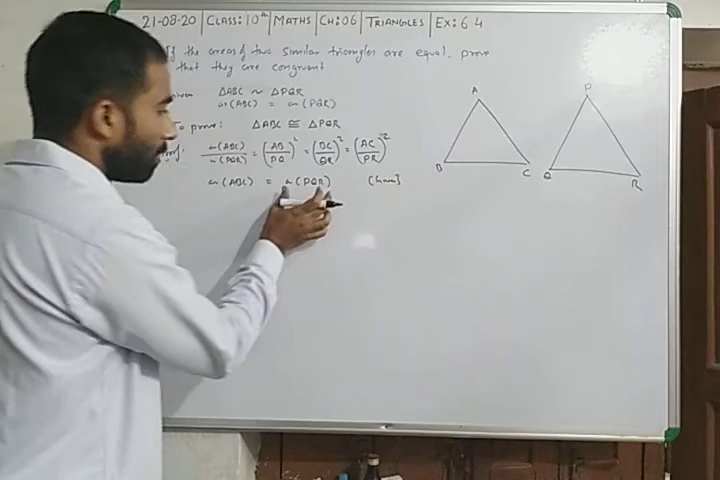 21-08-20 | CLASS: 10th | MATHS | CH: 06 | TRIANGLES | EX: 6.4
If the areas of two similar triangles are equal, prove
that they are congruent
Given ΔABC ~ ΔPQR
ar(ABC) = ar(PQR)
To prove: ΔABC ≅ ΔPQR
ar(ABC)/ar(PQR) = (AB/PQ)² = (BC/QR)² = (AC/PR)²
ar(ABC) = ar(PQR) [Given]
A
B
C
P
Q
R